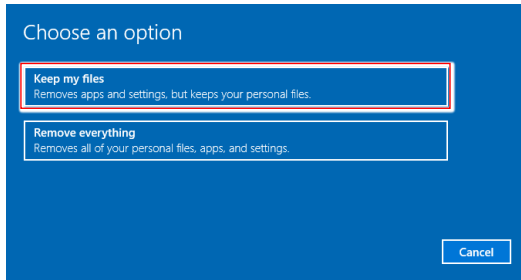 Choose an option
Keep my files
Removes apps and settings, but keeps your personal files.
Remove everything
Removes all of your personal files, apps, and settings.
Cancel